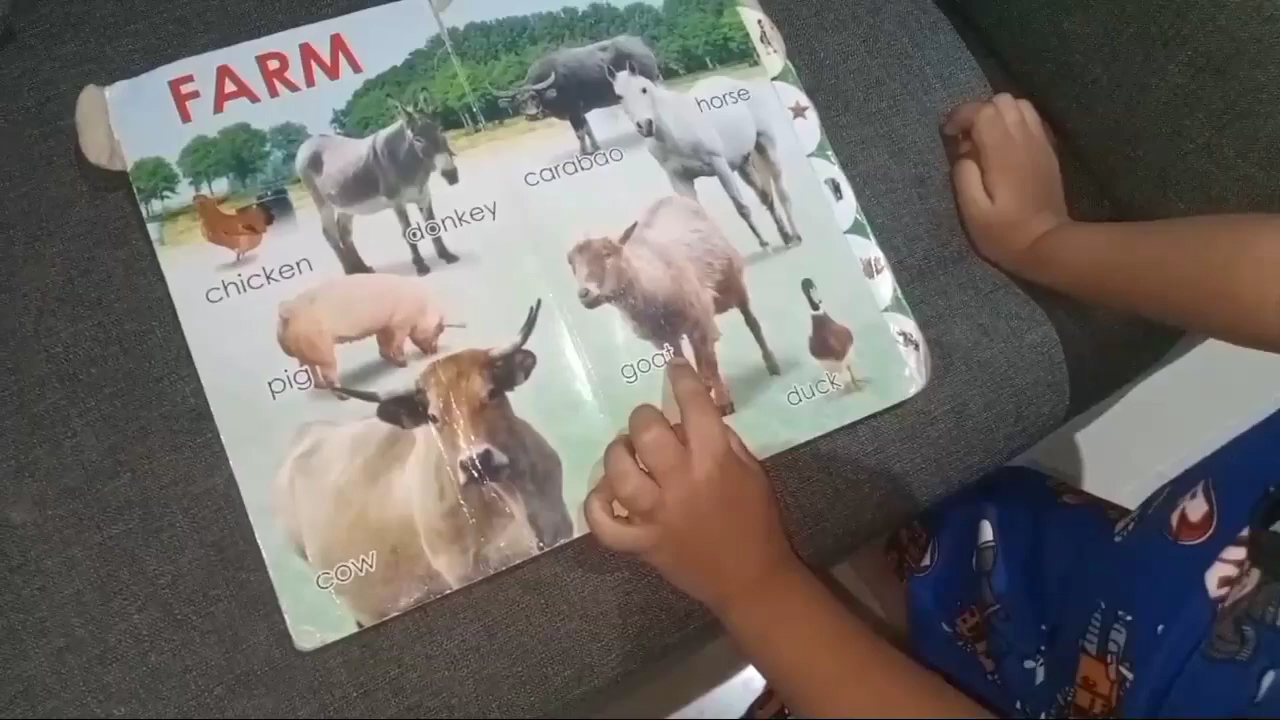 FARM
horse
carabao
donkey
chicken
pig
goat
duck
cow